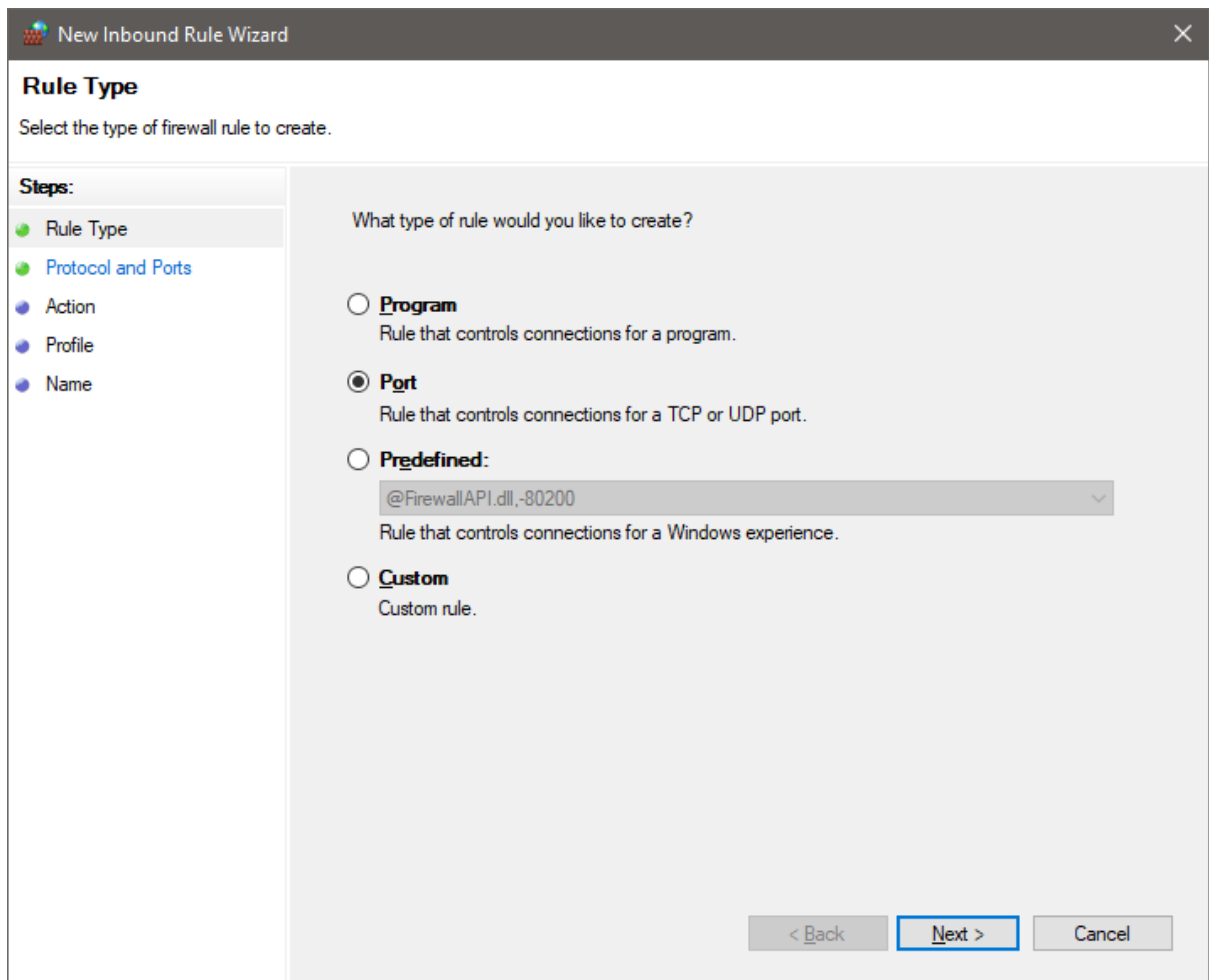 New Inbound Rule Wizard
Rule Type
Select the type of firewall rule to create.
Steps:
Rule Type
Protocol and Ports
Action
Profile
Name
What type of rule would you like to create?
Program
Rule that controls connections for a program.
Port
Rule that controls connections for a TCP or UDP port.
Predefined:
@FirewallAPI.dll,-80200
Rule that controls connections for a Windows experience.
Custom
Custom rule.
< Back
Next >
Cancel